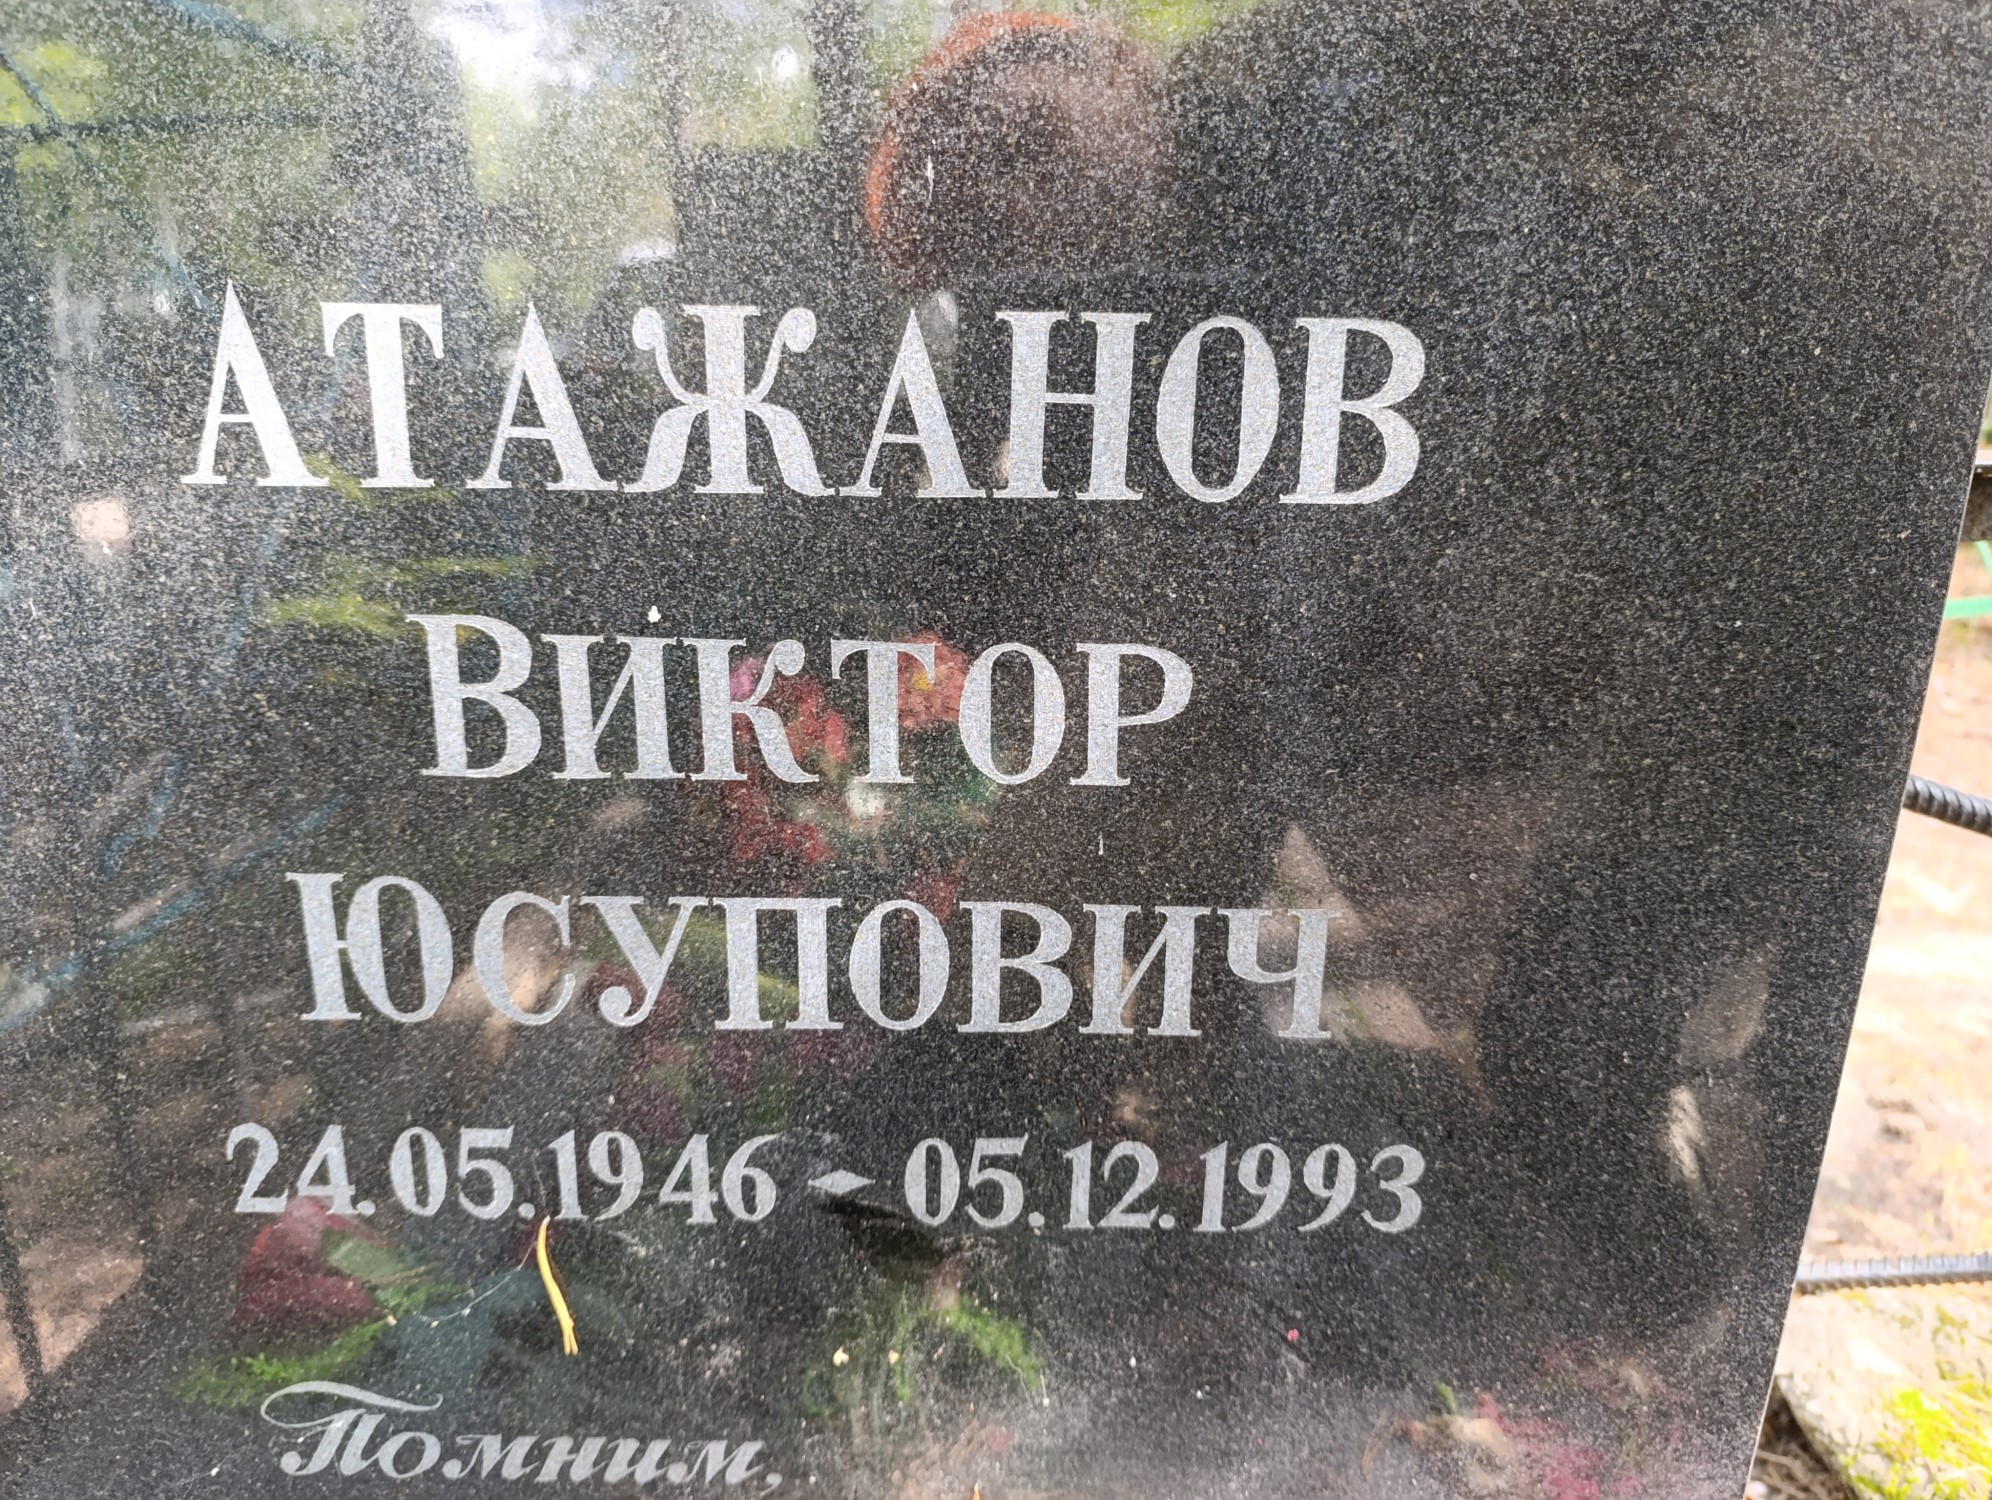 АТАЖАНОВ
ВИКТОР
ЮСУПОВИЧ
24.05.1946 - 05.12.1993
Помним,